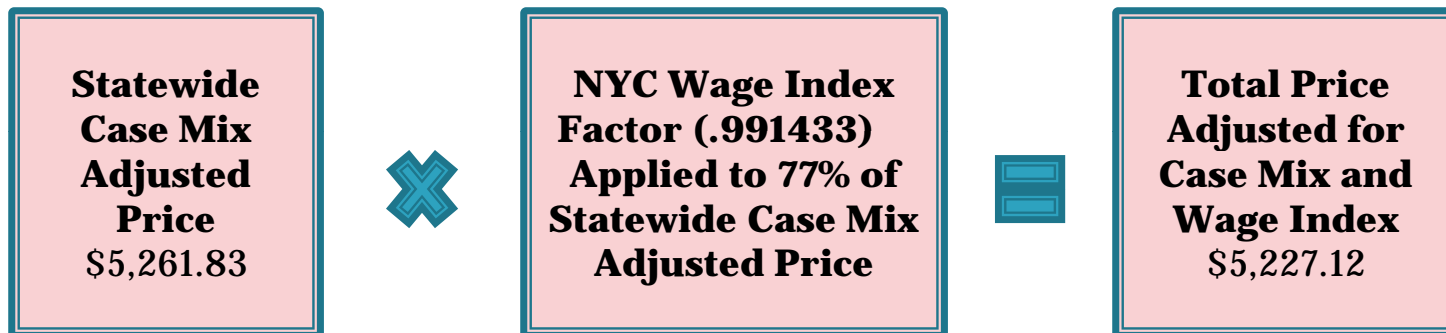 Statewide
Case Mix
Adjusted
Price
$5,261.83
NYC Wage Index
Factor (.991433)
Applied to 77% of
Statewide Case Mix
Adjusted Price
Total Price
Adjusted for
Case Mix and
Wage Index
$5,227.12